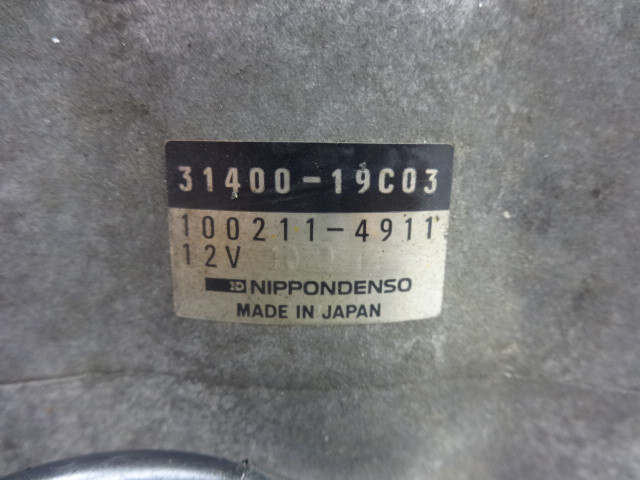 31400-19C03
100211-4911
12V
NIPPONDENSO
MADE IN JAPAN